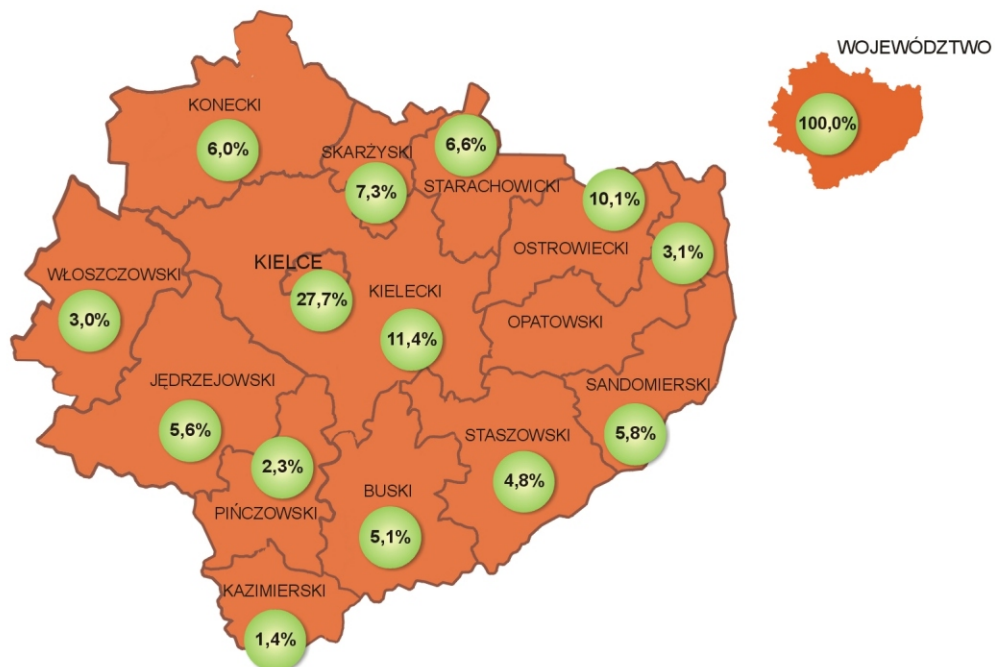 WOJEWÓDZTWO
100,0%
KONECKI
6,0%
SKARŻYSKI
7,3%
6,6%
STARACHOWICKI
10,1%
OSTROWIECKI
3,1%
KIELCE
27,7%
KIELECKI
11,4%
WŁOSZCZOWSKI
3,0%
OPATOWSKI
JĘDRZEJOWSKI
5,6%
SANDOMIERSKI
5,8%
STASZOWSKI
4,8%
2,3%
PIŃCZOWSKI
BUSKI
5,1%
KAZIMIERSKI
1,4%